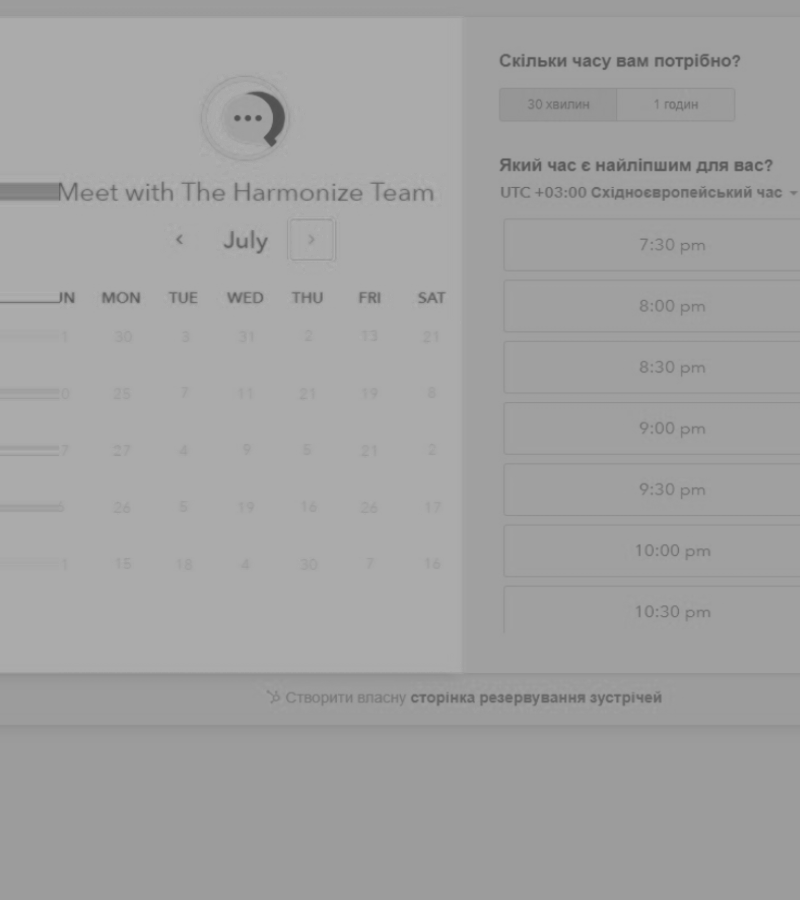 Meet with The Harmonize Team
July
UN MON TUE WED THU FRI SAT
1 30 3 31 2 13 21
0 25 7 11 21 19 8
7 27 4 9 5 21 2
26 5 19 16 26 17
1 15 18 4 30 7 16
Скільки часу вам потрібно?
30 хвилин 1 годин
Який час є найліпшим для вас?
UTC +03:00 Східноєвропейський час
7:30 pm
8:00 pm
8:30 pm
9:00 pm
9:30 pm
10:00 pm
10:30 pm
Створити власну сторінка резервування зустрічей